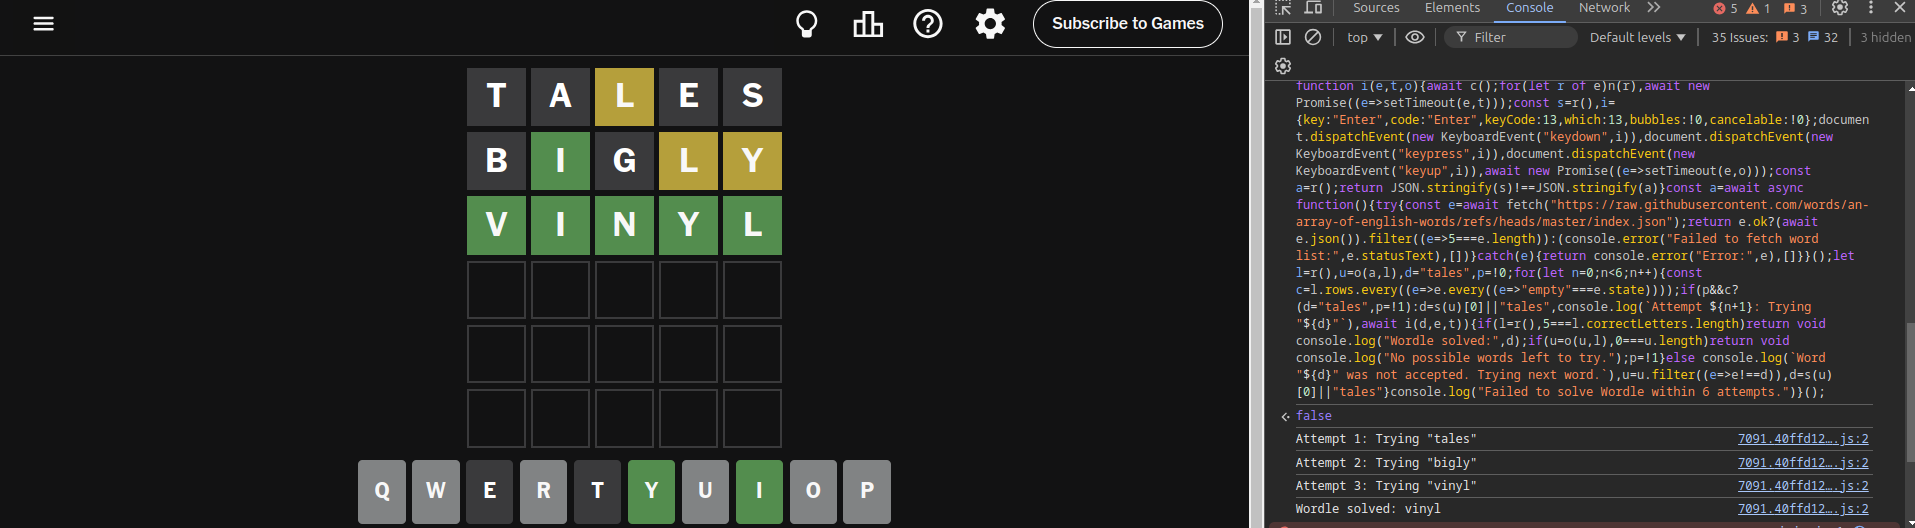 Subscribe to Games
T A L E S
B I G L Y
V I N Y L
Q W E R T Y U I O P
Sources Elements Console Network 5 1 3
top Filter Default levels 35 Issues: 3 32 3 hidden
function i(e,t,o){await c();for(let r of e)n(r),await new
Promise((e=>setTimeout(e,t)));const s=r(),i=
{key:"Enter",code:"Enter",keyCode:13,which:13,bubbles:!0,cancelable:!0};documen
t.dispatchEvent(new KeyboardEvent("keydown",i)),document.dispatchEvent(new
KeyboardEvent("keypress",i)),document.dispatchEvent(new
KeyboardEvent("keyup",i)),await new Promise((e=>setTimeout(e,o)));const
a=r();return JSON.stringify(s)!==JSON.stringify(a)}const a=await async
function(){try{const e=await fetch("https://raw.githubusercontent.com/words/an-
array-of-english-words/refs/heads/master/index.json");return e.ok?(await
e.json()).filter((e=>5===e.length)):(console.error("Failed to fetch word
list:",e.statusText),[])}catch(e){return console.error("Error:",e),[]}}();let
l=r(),u=o(a,l),d="tales",p=!0;for(let n=0;n<6;n++){const
c=l.rows.every((e=>e.every((e=>"empty"===e.state))));if(p&&c?
(d="tales",p=!1):d=s(u)[0]||"tales",console.log(`Attempt ${n+1}: Trying
"${d}"`),await i(d,e,t)){if(l=r(),5===l.correctLetters.length)return void
console.log("Wordle solved:",d);if(u=o(u,l),0===u.length)return void
console.log("No possible words left to try.");p=!1}else console.log(`Word
"${d}" was not accepted. Trying next word.`),u=u.filter((e=>e!==d)),d=s(u)
[0]||"tales"}console.log("Failed to solve Wordle within 6 attempts.")}();
false
Attempt 1: Trying "tales" 7091.40ffd12….js:2
Attempt 2: Trying "bigly" 7091.40ffd12….js:2
Attempt 3: Trying "vinyl" 7091.40ffd12….js:2
Wordle solved: vinyl 7091.40ffd12….js:2